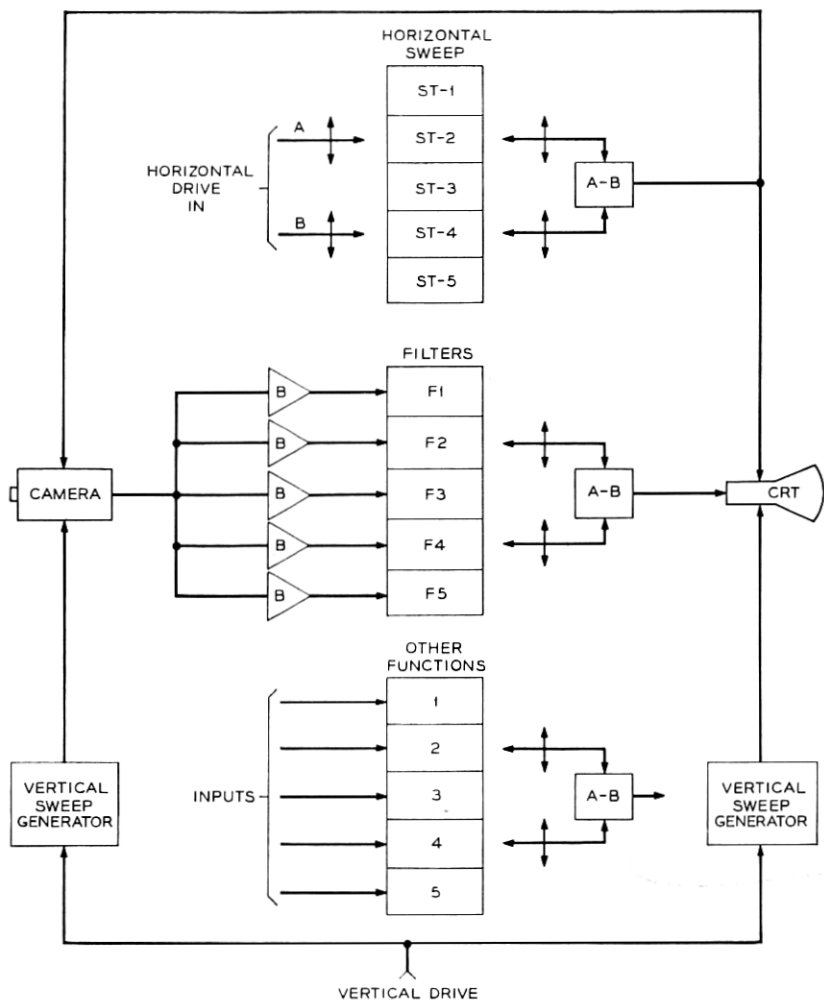 HORIZONTAL
SWEEP
ST-1
A
ST-2
HORIZONTAL
DRIVE
IN
ST-3
A-B
B
ST-4
ST-5
FILTERS
B
F1
B
F2
CAMERA
B
F3
A-B
CRT
B
F4
B
F5
OTHER
FUNCTIONS
1
2
INPUTS
3
A-B
4
5
VERTICAL
SWEEP
GENERATOR
VERTICAL
SWEEP
GENERATOR
VERTICAL DRIVE